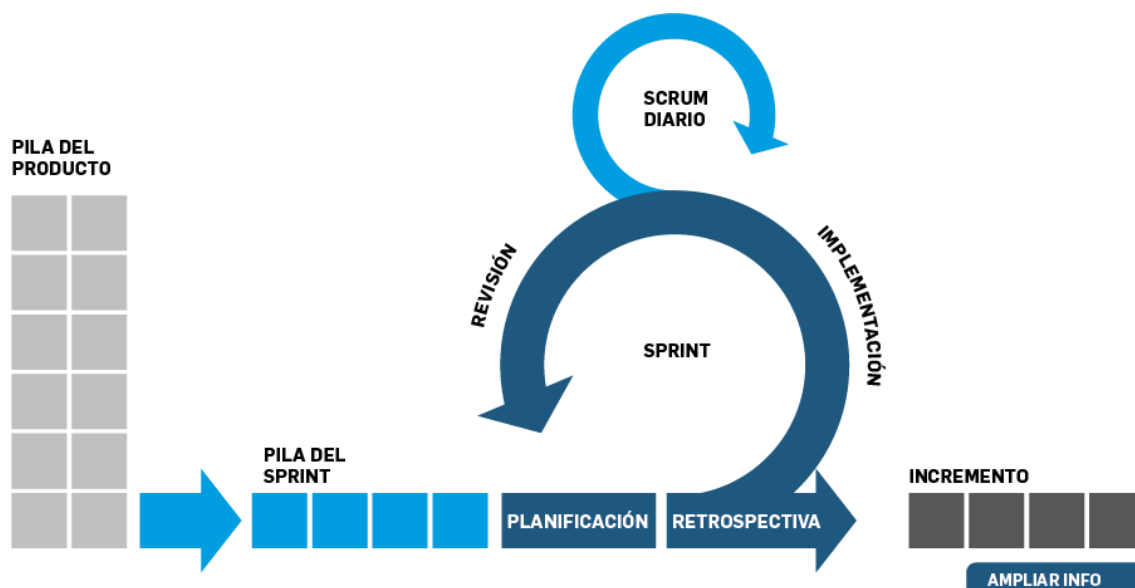 SCRUM
DIARIO
PILA DEL
PRODUCTO
REVISIÓN
IMPLEMENTACIÓN
SPRINT
PILA DEL
SPRINT
INCREMENTO
PLANIFICACIÓN
RETROSPECTIVA
AMPLIAR INFO